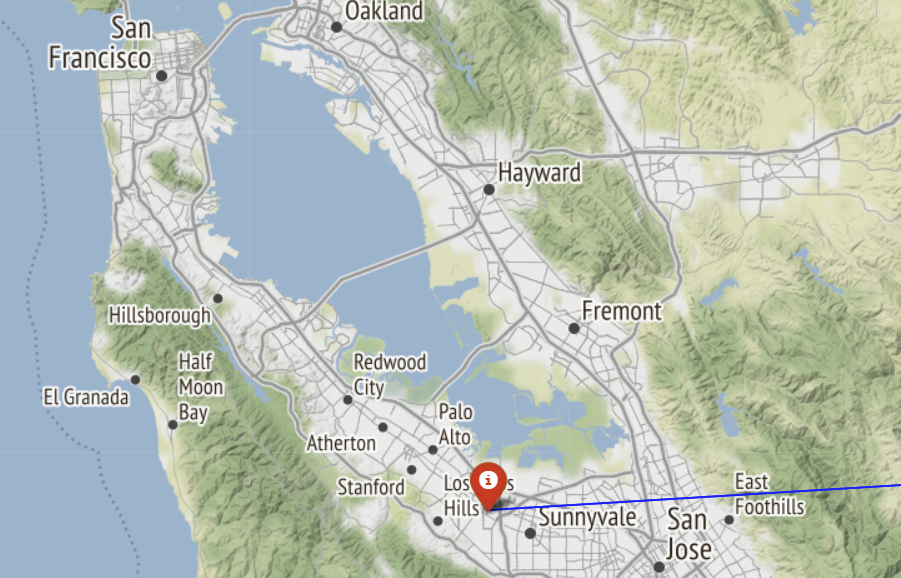 Oakland
San
Francisco
Hayward
Hillsborough
Fremont
Half
Moon
Bay
El Granada
Redwood
City
Palo
Alto
Atherton
Stanford
Los
Hills
i
Sunnyvale
East
Foothills
San
Jose